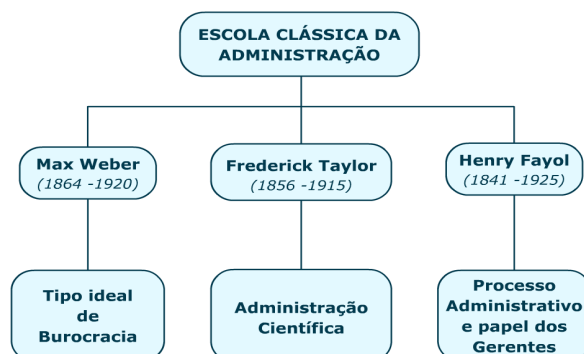 ESCOLA CLÁSSICA DA
ADMINISTRAÇÃO
Max Weber
(1864 -1920)
Frederick Taylor
(1856 -1915)
Henry Fayol
(1841 -1925)
Tipo ideal
de
Burocracia
Administração
Científica
Processo
Administrativo
e papel dos
Gerentes